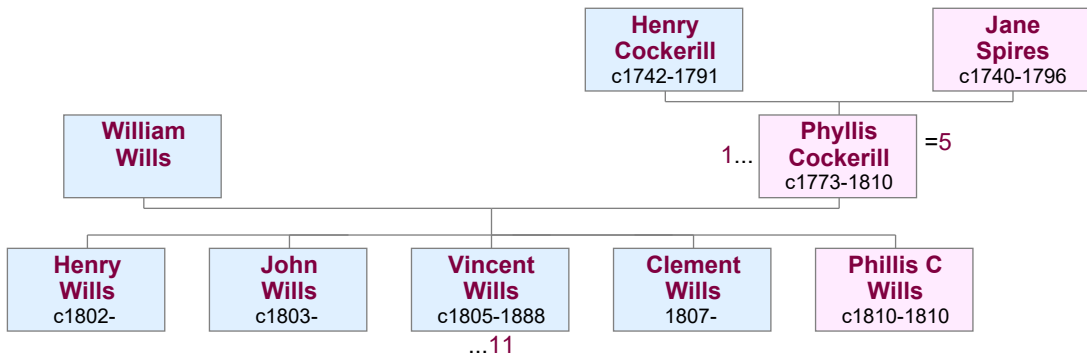 Henry
Cockerill
c1742-1791
Jane
Spires
c1740-1796
William
Wills
1...
Phyllis
Cockerill
c1773-1810
=5
Henry
Wills
c1802-
John
Wills
c1803-
Vincent
Wills
c1805-1888
Clement
Wills
1807-
Phillis C
Wills
c1810-1810
...11